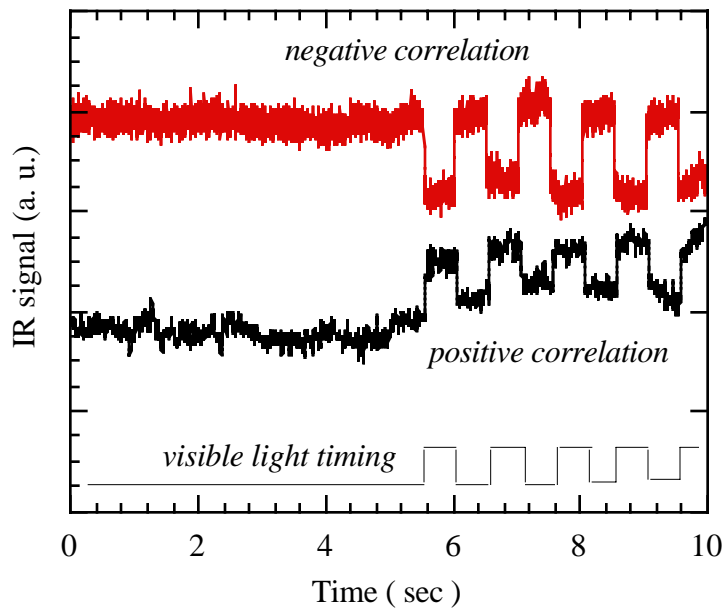 negative correlation
IR signal (a. u.)
positive correlation
visible light timing
0 2 4 6 8 10
Time ( sec )